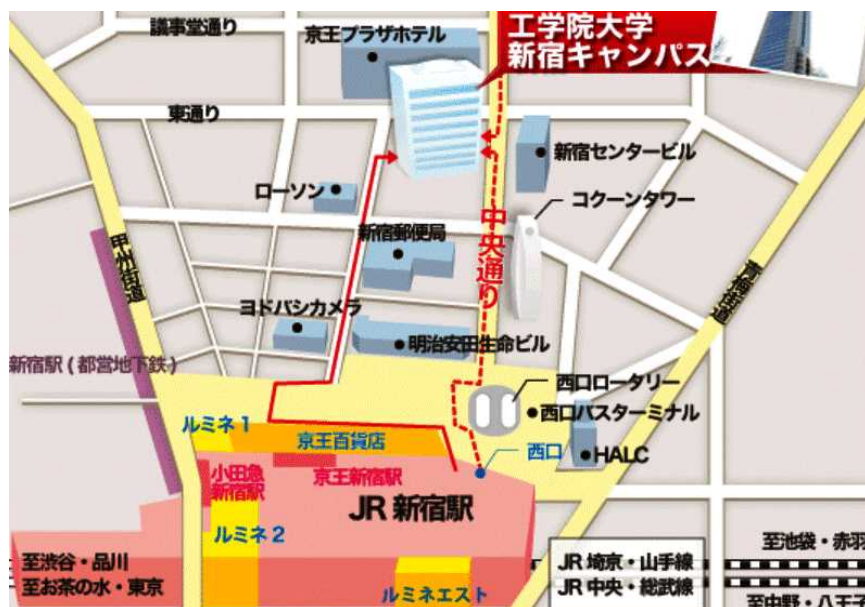 議事堂通り
京王プラザホテル
工学院大学
新宿キャンパス
東通り
新宿センタービル
ローソン
コクーンタワー
中央通り
新宿郵便局
甲州街道
青梅街道
ヨドバシカメラ
明治安田生命ビル
新宿駅(都営地下鉄)
西口ロータリー
西口バスターミナル
ルミネ1
京王百貨店
西口
HALC
小田急
新宿駅
京王新宿駅
JR 新宿駅
ルミネ2
至渋谷・品川
至お茶の水・東京
ルミネエスト
JR 埼京・山手線
JR 中央・総武線
至池袋・赤羽
至中野・八王子